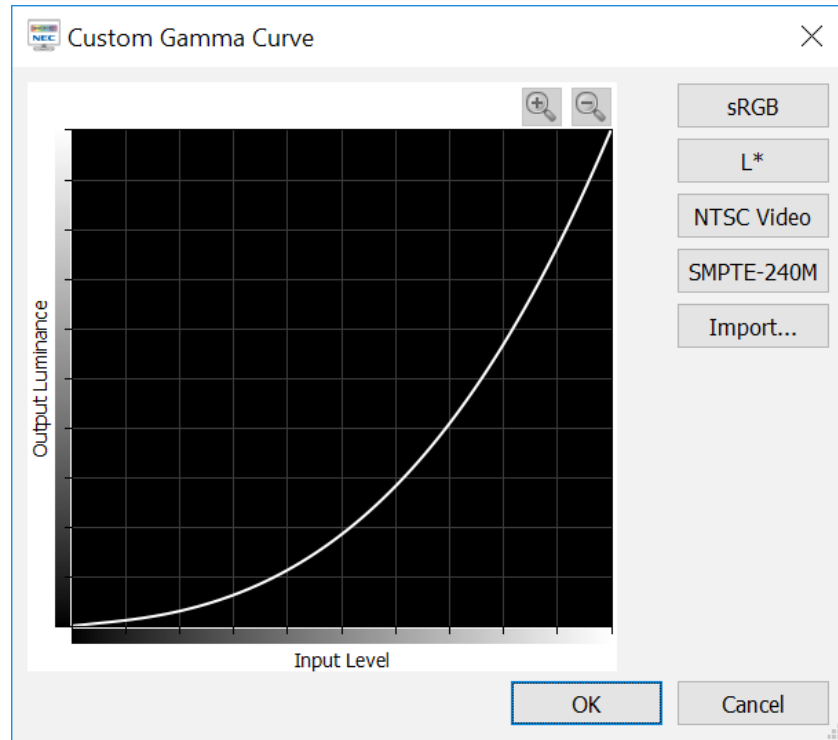 NEC
Custom Gamma Curve
sRGB
L*
NTSC Video
SMPTE-240M
Import...
Output Luminance
Input Level
OK
Cancel